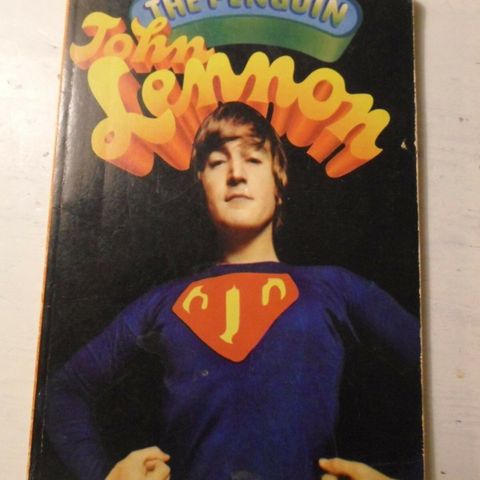 THE PENGUIN
John
Lennon
J